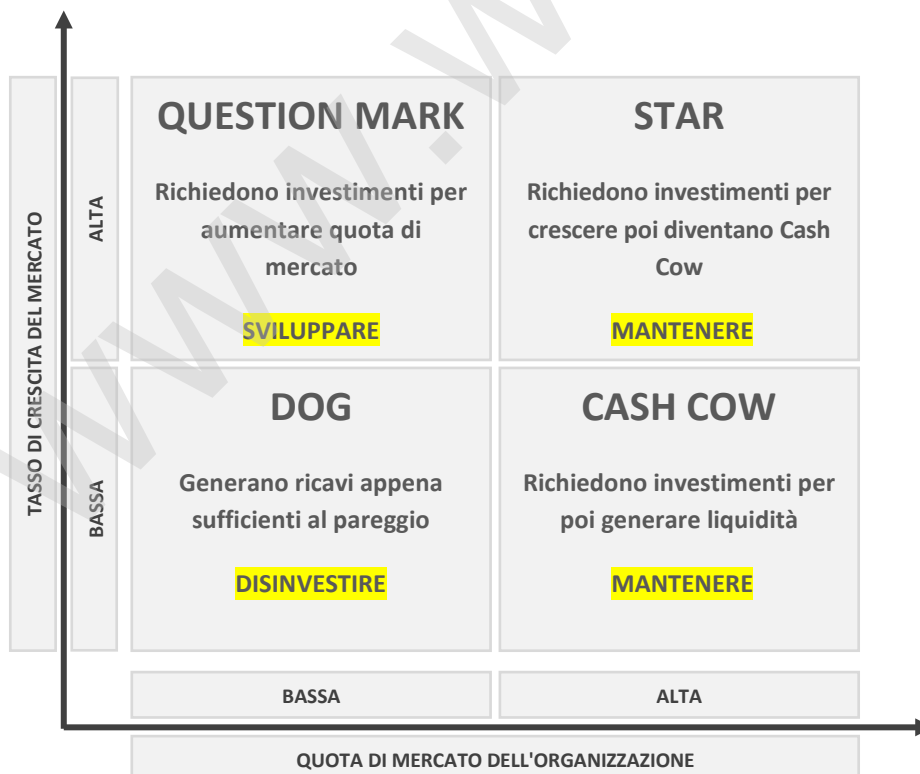 QUESTION MARK
Richiedono investimenti per
aumentare quota di
mercato
SVILUPPARE
STAR
Richiedono investimenti per
crescere poi diventano Cash
Cow
MANTENERE
TASSO DI CRESCITA DEL MERCATO
ALTA
BASSA
DOG
Generano ricavi appena
sufficienti al pareggio
DISINVESTIRE
CASH COW
Richiedono investimenti per
poi generare liquidità
MANTENERE
BASSA
ALTA
QUOTA DI MERCATO DELL'ORGANIZZAZIONE
www.w